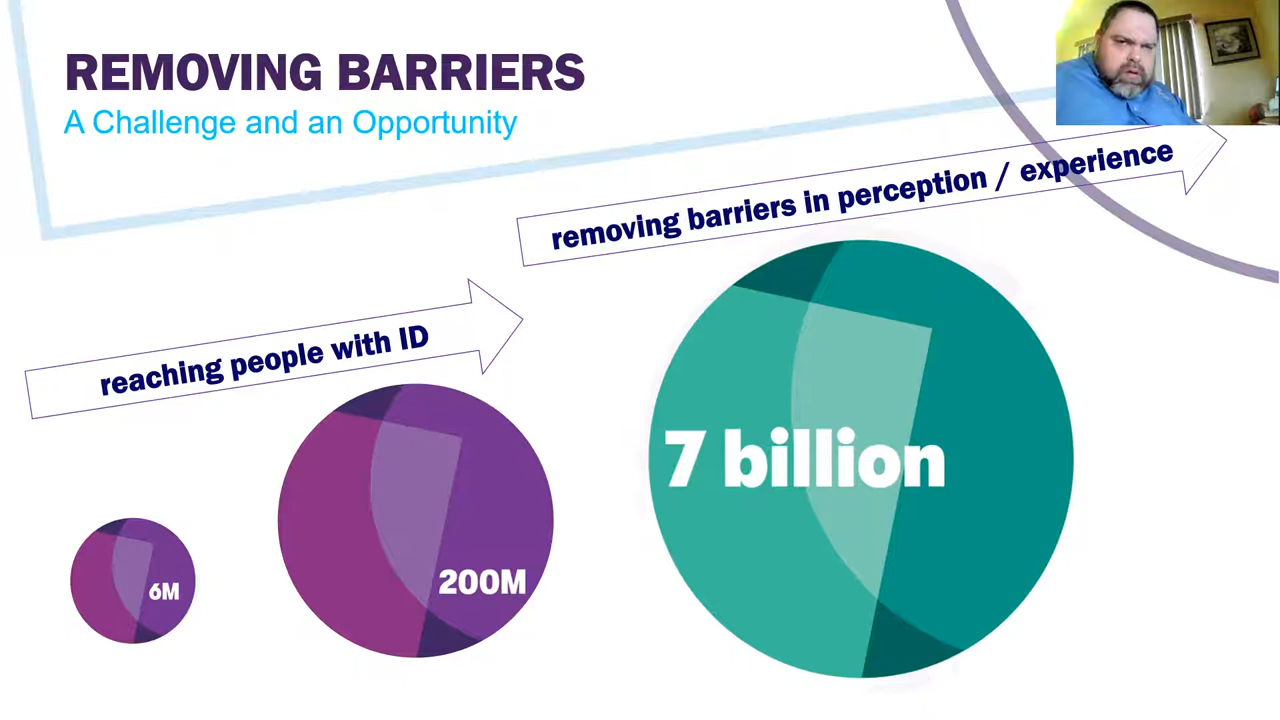 REMOVING BARRIERS
A Challenge and an Opportunity
removing barriers in perception / experience
reaching people with ID
7 billion
200M
6M